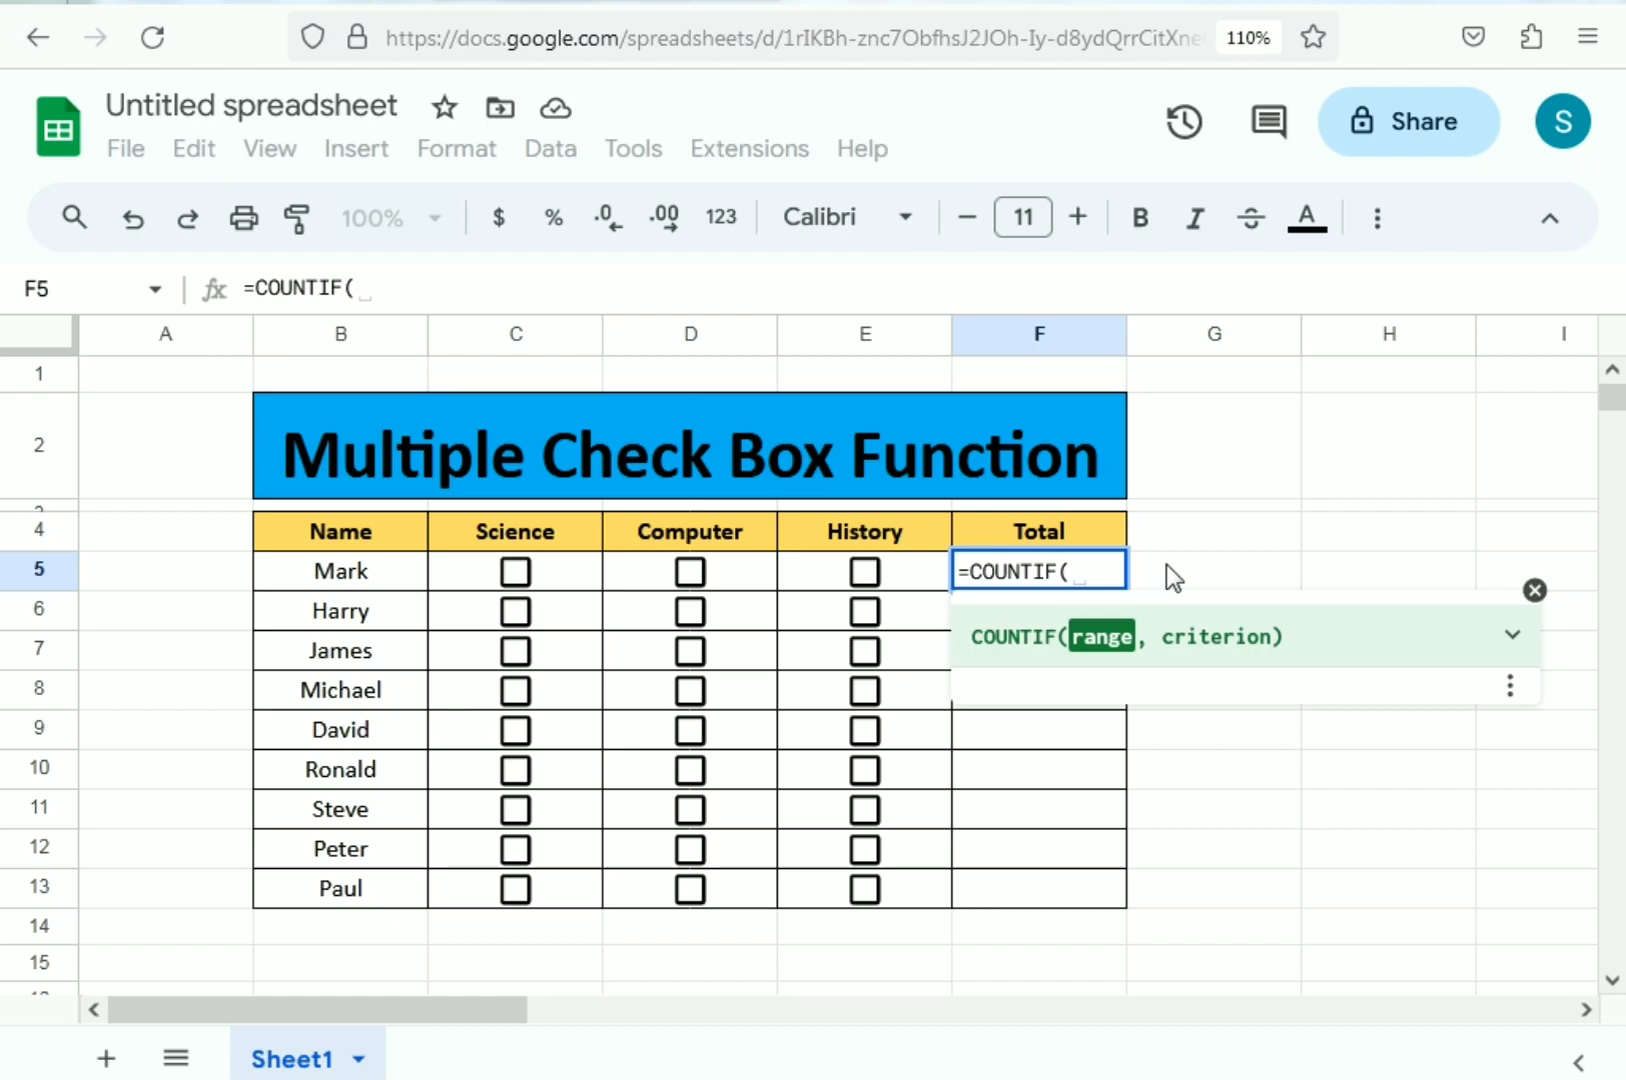 https://docs.google.com/spreadsheets/d/1rIKBh-znc7ObfhsJ2JOh-Iy-d8ydQrrCitXne 110%
Untitled spreadsheet
File Edit View Insert Format Data Tools Extensions Help
Share
S
100% $ % .0 .00 123 Calibri 11 B I S A
F5 fx =COUNTIF(
A B C D E F G H I
1
2 Multiple Check Box Function
4 Name Science Computer History Total
5 Mark =COUNTIF(
6 Harry
COUNTIF(range, criterion)
7 James
8 Michael
9 David
10 Ronald
11 Steve
12 Peter
13 Paul
14
15
Sheet1